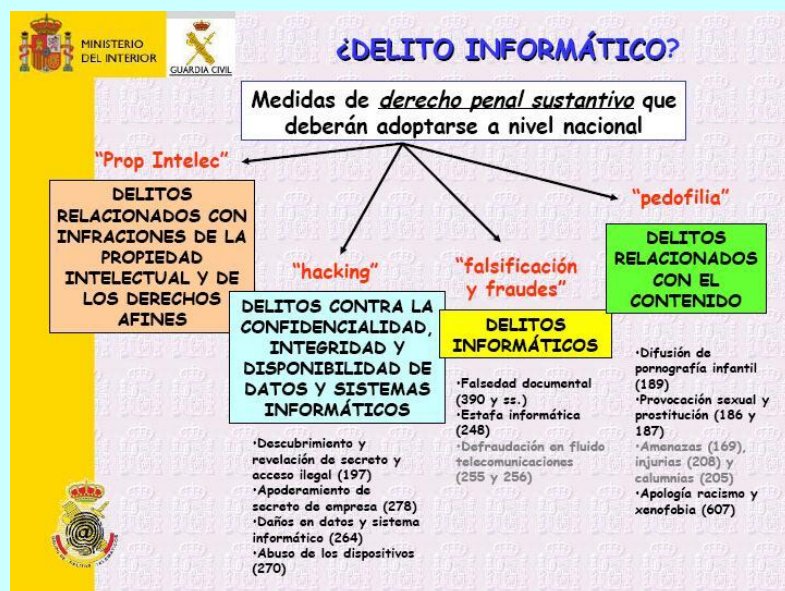 MINISTERIO
DEL INTERIOR
GUARDIA CIVIL
¿DELITO INFORMÁTICO?
Medidas de derecho penal sustantivo que
deberán adoptarse a nivel nacional
“Prop Intelec”
DELITOS
RELACIONADOS CON
INFRACIONES DE LA
PROPIEDAD
INTELECTUAL Y DE
LOS DERECHOS
AFINES
“hacking”
DELITOS CONTRA LA
CONFIDENCIALIDAD,
INTEGRIDAD Y
DISPONIBILIDAD DE
DATOS Y SISTEMAS
INFORMÁTICOS
•Descubrimiento y
revelación de secreto y
acceso ilegal (197)
•Apoderamiento de
secreto de empresa (278)
•Daños en datos y sistema
informático (264)
•Abuso de los dispositivos
(270)
“falsificación
y fraudes”
DELITOS
INFORMÁTICOS
•Falsedad documental
(390 y ss.)
•Estafa informática
(248)
•Defraudación en fluido
telecomunicaciones
(255 y 256)
“pedofilia”
DELITOS
RELACIONADOS
CON EL
CONTENIDO
•Difusión de
pornografía infantil
(189)
•Provocación sexual y
prostitución (186 y
187)
•Amenazas (169),
injurias (208) y
calumnias (205)
•Apología racismo y
xenofobia (607)